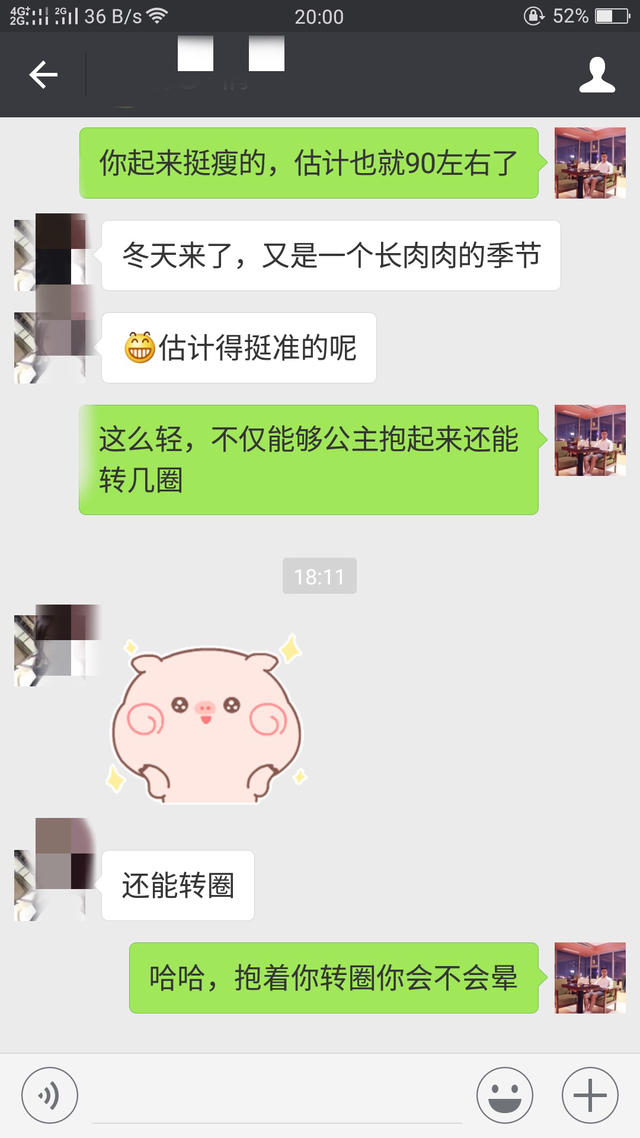 4G+ 2G 2G 36 B/s 20:00 52%
你起来挺瘦的，估计也就90左右了
冬天来了，又是一个长肉肉的季节
😁估计得挺准的呢
这么轻，不仅能够公主抱起来还能
转几圈
18:11
还能转圈
哈哈，抱着你转圈你会不会晕